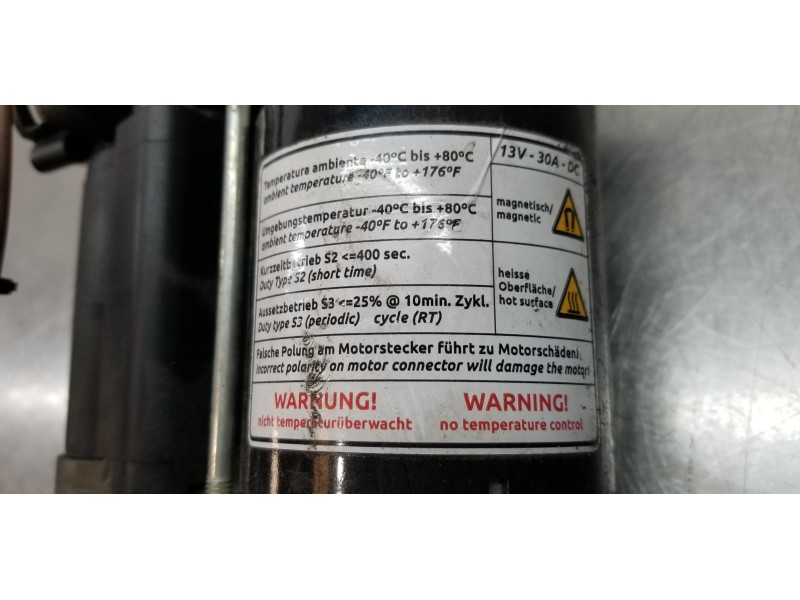 Temperatura ambiente -40°C bis +80°C
ambient temperature -40°F to +176°F
13V - 30A - DC
Umgebungstemperatur -40°C bis +80°C
ambient temperature -40°F to +176°F
magnetisch/
magnetic
Kurzzeitbetrieb S2 <=400 sec.
Duty Type S2 (short time)
heisse
Oberfläche/
hot surface
Aussetzbetrieb S3 <=25% @ 10min. Zykl.
Duty type S3 (periodic) cycle (RT)
Falsche Polung am Motorstecker führt zu Motorschäden!
Incorrect polarity on motor connector will damage the motor!
WARNUNG!
nicht temperaturüberwacht
WARNING!
no temperature control